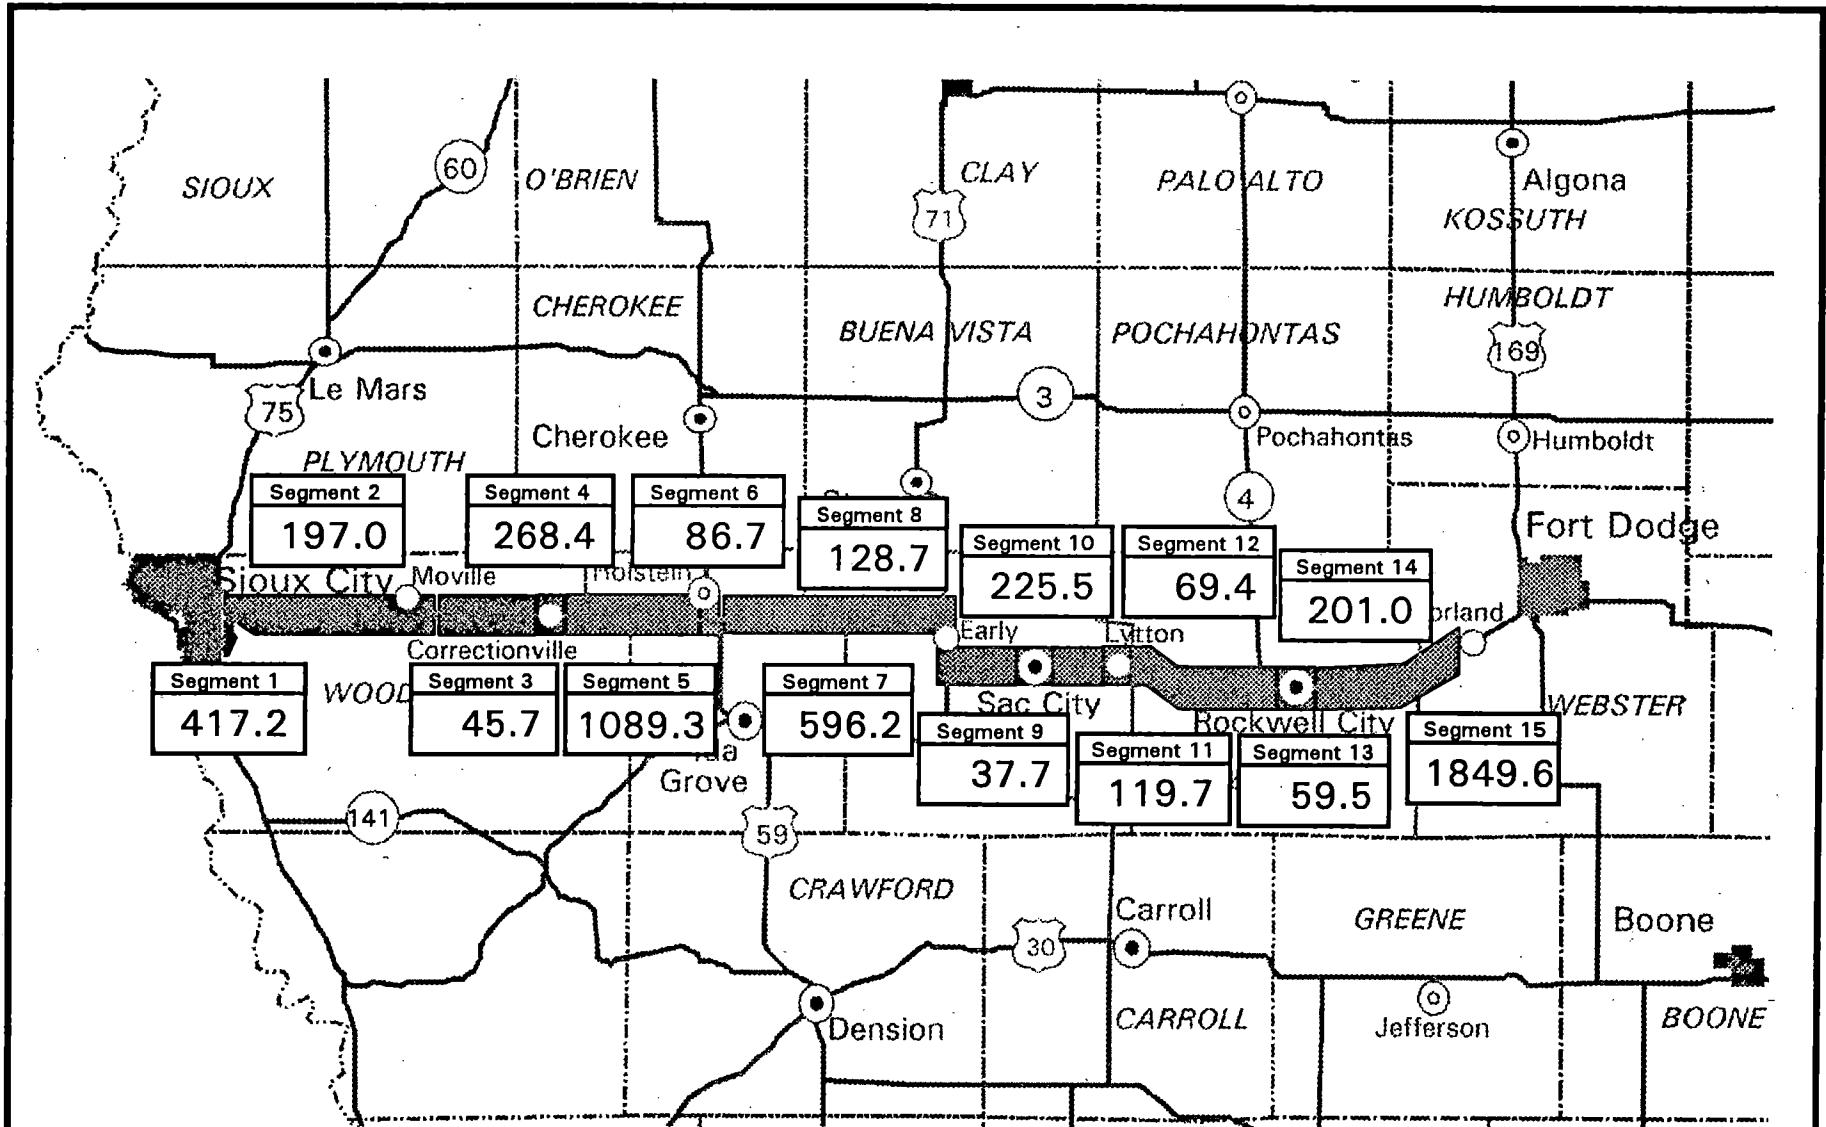 60
SIOUX
O'BRIEN
CLAY
PALO ALTO
Algona
KOSSUTH
71
CHEROKEE
BUENA VISTA
POCHAHONTAS
HUMBOLDT
169
Le Mars
75
3
Cherokee
Pochahontas
Humboldt
PLYMOUTH
4
Fort Dodge
Segment 2
197.0
Segment 4
268.4
Segment 6
86.7
Segment 8
128.7
Segment 10
225.5
Segment 12
69.4
Segment 14
201.0
Sioux City
Moville
Holstein
Early
Lytton
orland
Correctionville
Sac City
Rockwell City
WEBSTER
WOOD
Segment 1
417.2
Segment 3
45.7
Segment 5
1089.3
Segment 7
596.2
Segment 9
37.7
Segment 11
119.7
Segment 13
59.5
Segment 15
1849.6
Grove
141
59
CRAWFORD
Carroll
GREENE
Boone
30
Dension
CARROLL
Jefferson
BOONE